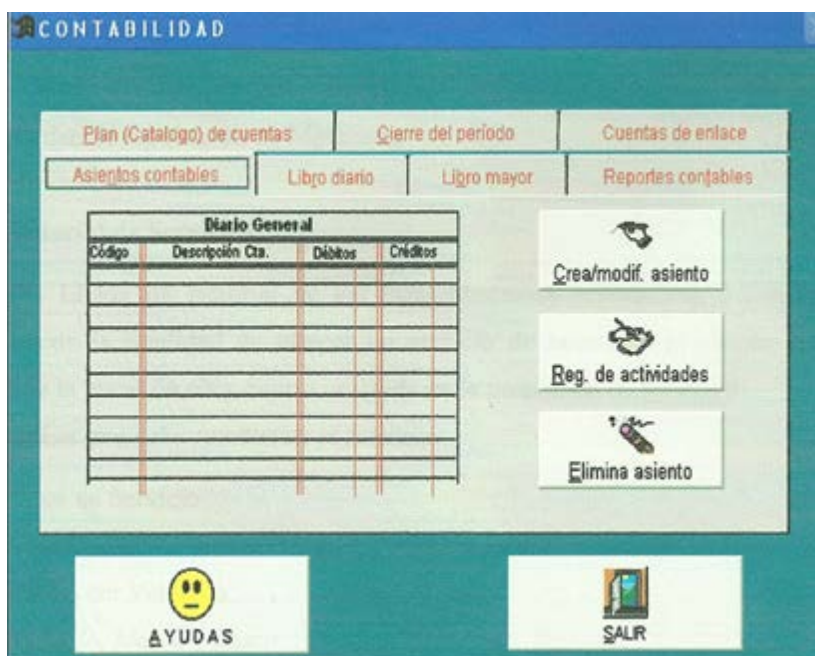 CONTABILIDAD
Plan (Catalogo) de cuentas
Cierre del período
Cuentas de enlace
Asientos contables
Libro diario
Libro mayor
Reportes contables
Diario General
Código
Descripción Cta.
Débitos
Créditos
Crea/modif. asiento
Reg. de actividades
Elimina asiento
AYUDAS
SALIR